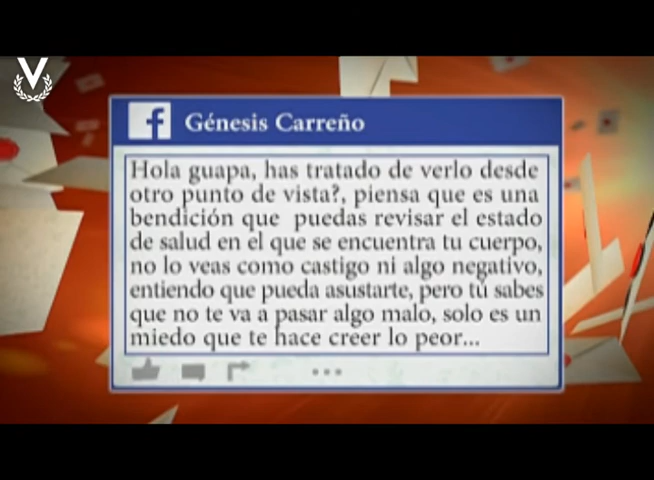 V
f Génesis Carreño
Hola guapa, has tratado de verlo desde
otro punto de vista?, piensa que es una
bendición que puedas revisar el estado
de salud en el que se encuentra tu cuerpo,
no lo veas como castigo ni algo negativo,
entiendo que pueda asustarte, pero tú sabes
que no te va a pasar algo malo, solo es un
miedo que te hace creer lo peor...